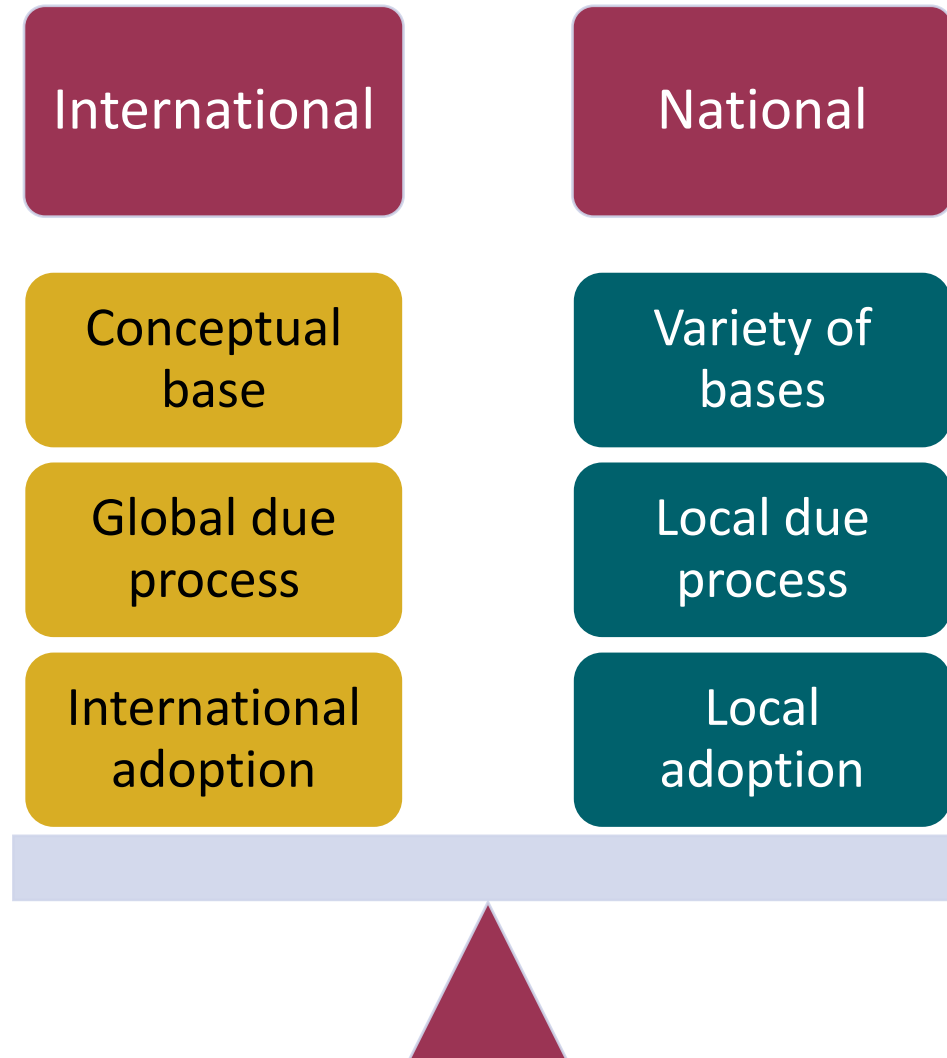 International
National
Conceptual
base
Variety of
bases
Global due
process
Local due
process
International
adoption
Local
adoption